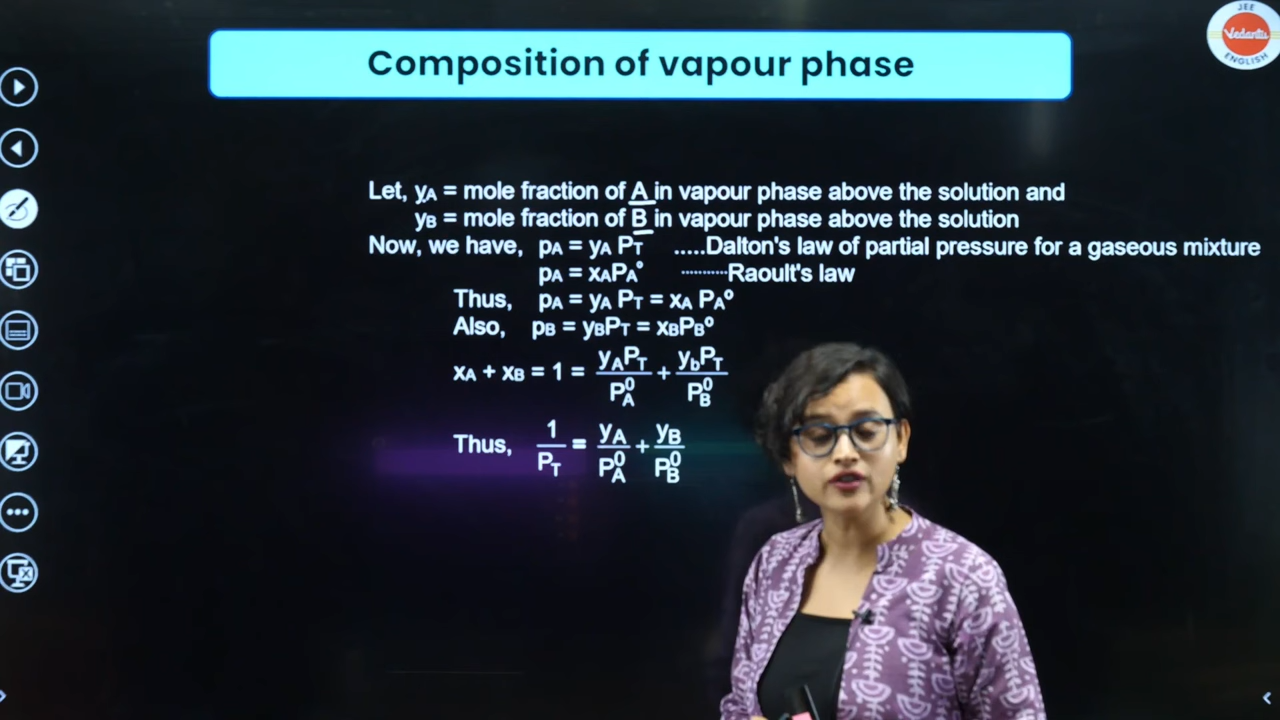 Composition of vapour phase
JEE
Vedantu
ENGLISH
Let, yA = mole fraction of A in vapour phase above the solution and
yB = mole fraction of B in vapour phase above the solution
Now, we have, pA = yA PT .....Dalton's law of partial pressure for a gaseous mixture
pA = xAPA° ..........Raoult's law
Thus, pA = yA PT = xA PAº
Also, pB = yBPT = xBPBº
xA + xB = 1 = yAPT/P⁰A + ybPT/P⁰B
Thus, 1/PT = yA/P⁰A + yB/P⁰B